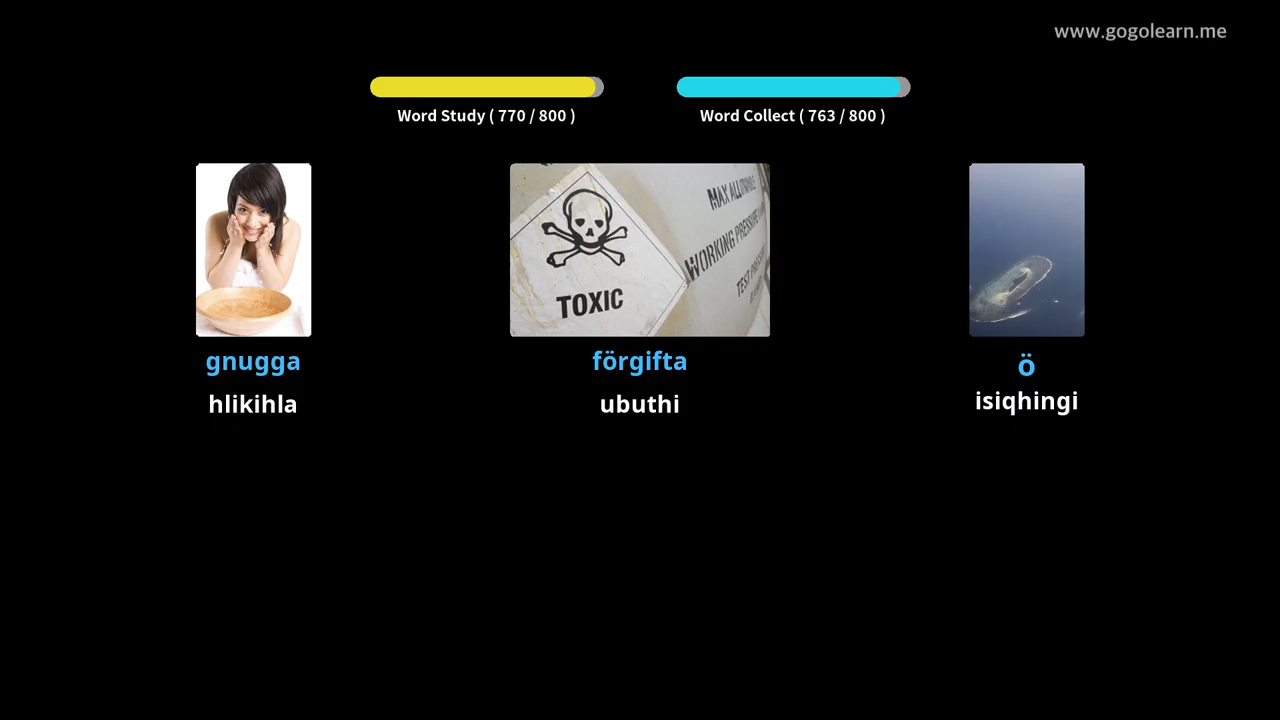 www.gogolearn.me
Word Study ( 770 / 800 )
Word Collect ( 763 / 800 )
MAX ALLOWABLE
WORKING PRESSURE
TEST
TOXIC
gnugga
förgifta
ö
hlikihla
ubuthi
isiqhingi